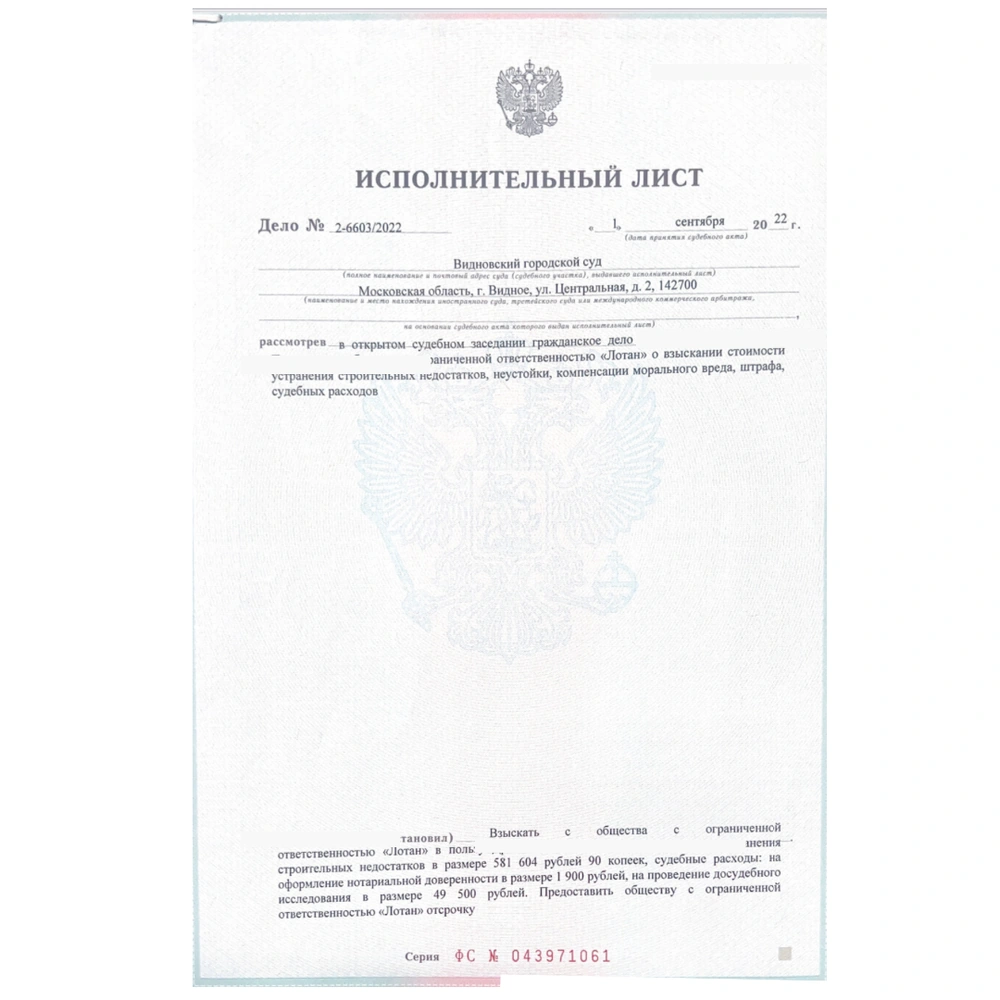 ИСПОЛНИТЕЛЬНЫЙ ЛИСТ
Дело № 2-6603/2022 « 1 » сентября 20 22 г.
(дата принятия судебного акта)
Видновский городской суд
(полное наименование и почтовый адрес суда (судебного участка), выдавшего исполнительный лист)
Московская область, г. Видное, ул. Центральная, д. 2, 142700
(наименование и место нахождения иностранного суда, третейского суда или международного коммерческого арбитража,
на основании судебного акта которого выдан исполнительный лист)
рассмотрев в открытом судебном заседании гражданское дело
аниченной ответственностью «Лотан» о взыскании стоимости
устранения строительных недостатков, неустойки, компенсации морального вреда, штрафа,
судебных расходов
тановил) Взыскать с общества с ограниченной
ответственностью «Лотан» в польз нения
строительных недостатков в размере 581 604 рублей 90 копеек, судебные расходы: на
оформление нотариальной доверенности в размере 1 900 рублей, на проведение досудебного
исследования в размере 49 500 рублей. Предоставить обществу с ограниченной
ответственностью «Лотан» отсрочку
Серия ФС № 043971061